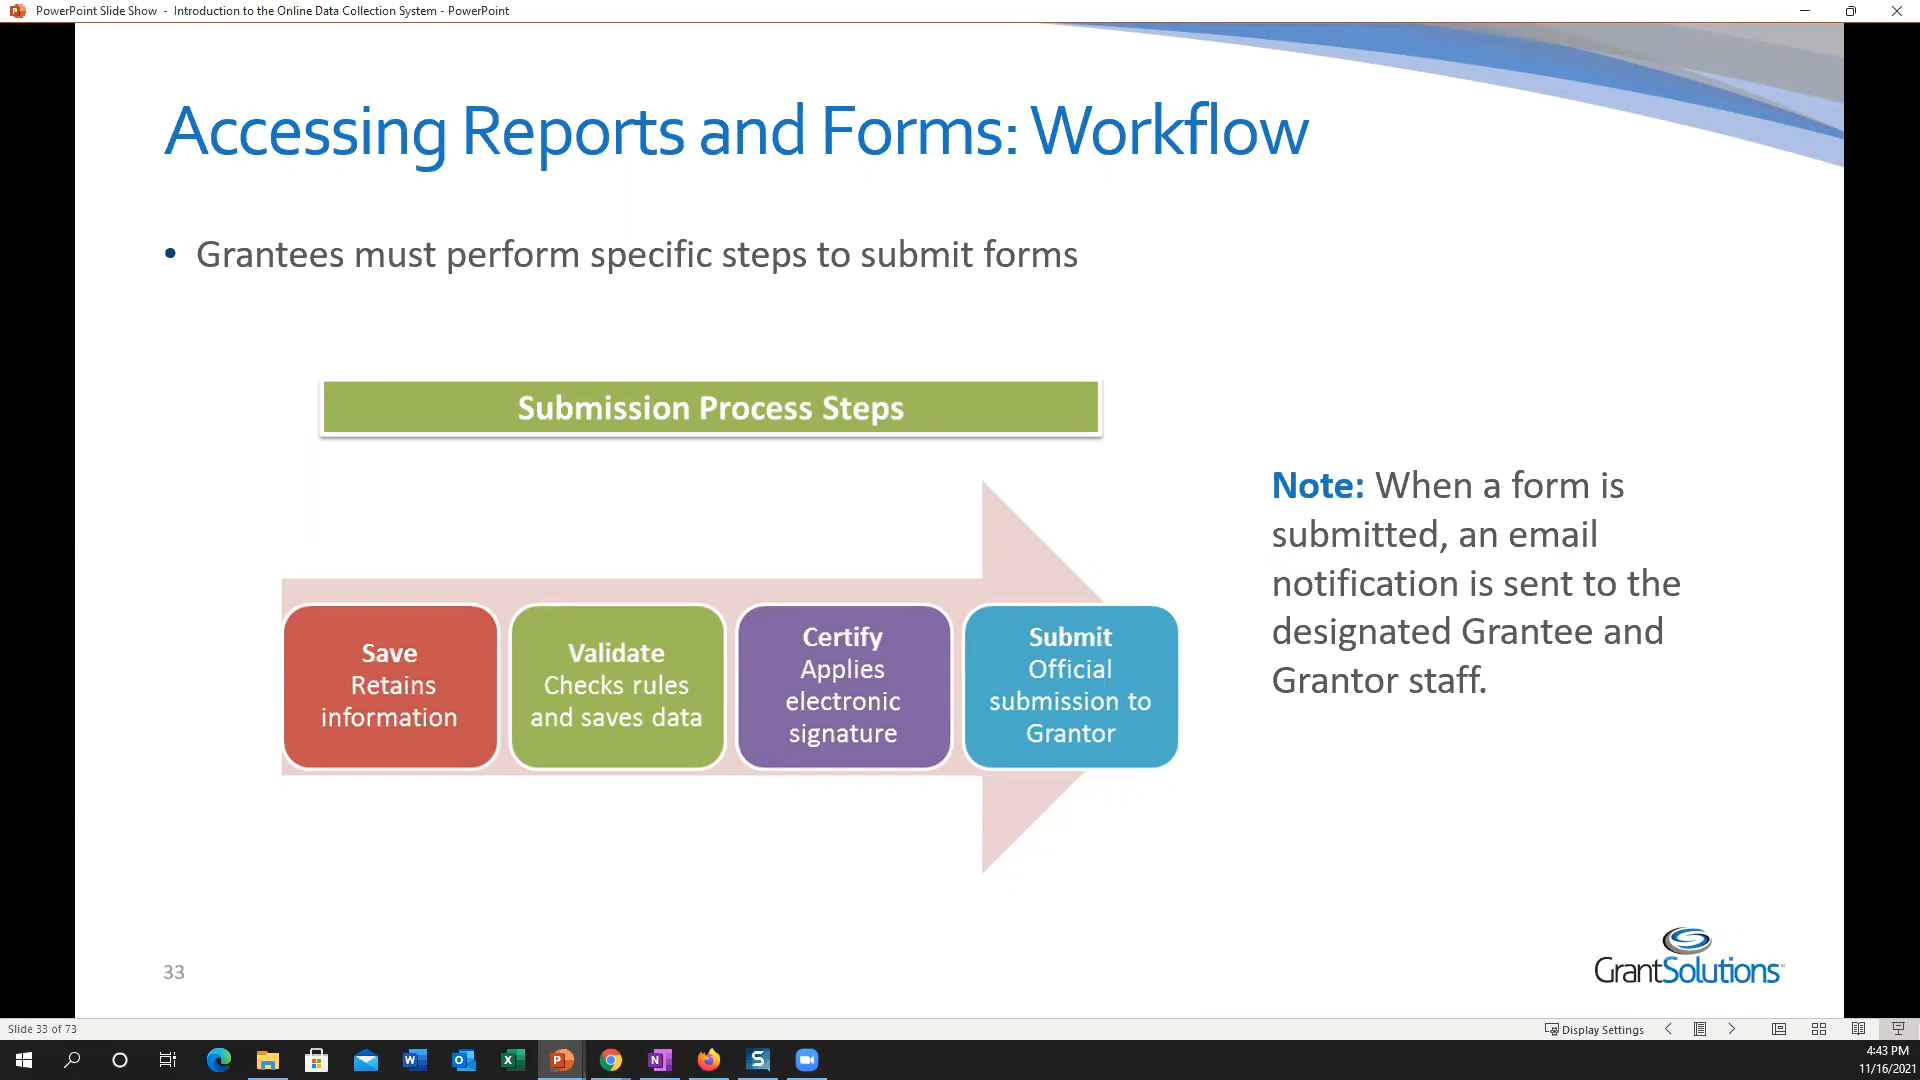 PowerPoint Slide Show - Introduction to the Online Data Collection System - PowerPoint
Accessing Reports and Forms: Workflow
• Grantees must perform specific steps to submit forms
Submission Process Steps
Save
Retains
information
Validate
Checks rules
and saves data
Certify
Applies
electronic
signature
Submit
Official
submission to
Grantor
Note: When a form is
submitted, an email
notification is sent to the
designated Grantee and
Grantor staff.
33
GrantSolutions
Slide 33 of 73
Display Settings
4:43 PM
11/16/2021